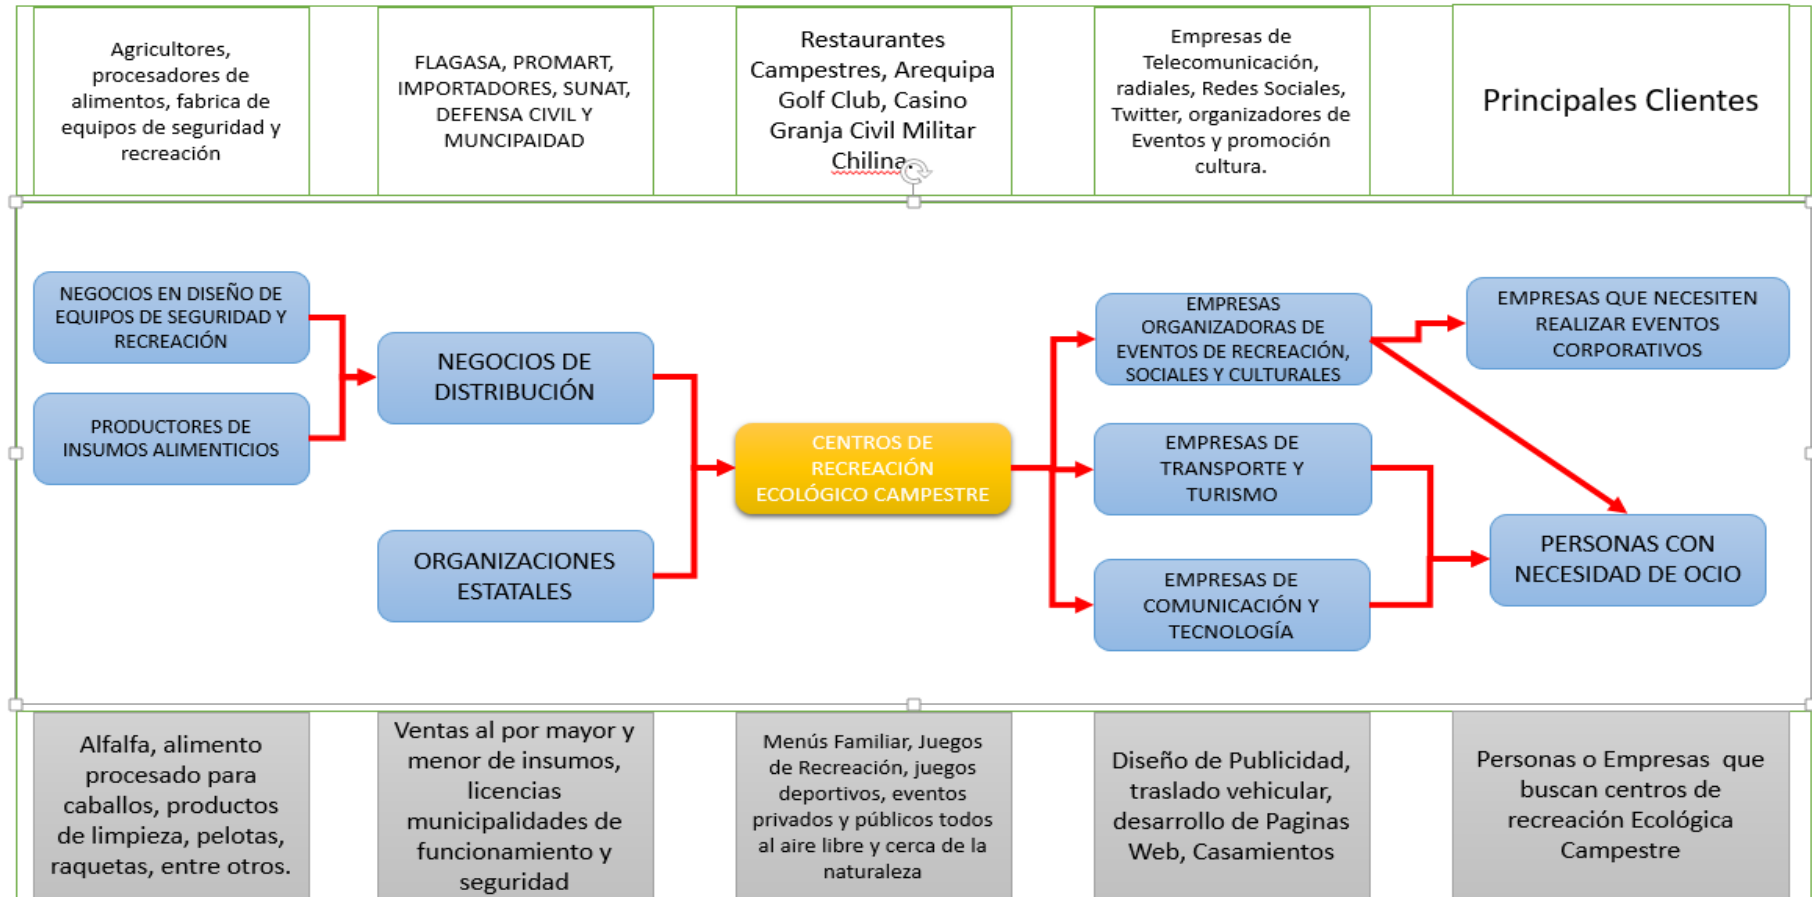 Agricultores,
procesadores de
alimentos, fabrica de
equipos de seguridad y
recreación
FLAGASA, PROMART,
IMPORTADORES, SUNAT,
DEFENSA CIVIL Y
MUNCIPAIDAD
Restaurantes
Campestres, Arequipa
Golf Club, Casino
Granja Civil Militar
Chilina.
Empresas de
Telecomunicación,
radiales, Redes Sociales,
Twitter, organizadores de
Eventos y promoción
cultura.
Principales Clientes
NEGOCIOS EN DISEÑO DE
EQUIPOS DE SEGURIDAD Y
RECREACIÓN
PRODUCTORES DE
INSUMOS ALIMENTICIOS
NEGOCIOS DE
DISTRIBUCIÓN
ORGANIZACIONES
ESTATALES
CENTROS DE
RECREACIÓN
ECOLÓGICO CAMPESTRE
EMPRESAS
ORGANIZADORAS DE
EVENTOS DE RECREACIÓN,
SOCIALES Y CULTURALES
EMPRESAS DE
TRANSPORTE Y
TURISMO
EMPRESAS DE
COMUNICACIÓN Y
TECNOLOGÍA
EMPRESAS QUE NECESITEN
REALIZAR EVENTOS
CORPORATIVOS
PERSONAS CON
NECESIDAD DE OCIO
Alfalfa, alimento
procesado para
caballos, productos
de limpieza, pelotas,
raquetas, entre otros.
Ventas al por mayor y
menor de insumos,
licencias
municipalidades de
funcionamiento y
seguridad
Menús Familiar, Juegos
de Recreación, juegos
deportivos, eventos
privados y públicos todos
al aire libre y cerca de la
naturaleza
Diseño de Publicidad,
traslado vehicular,
desarrollo de Paginas
Web, Casamientos
Personas o Empresas  que
buscan centros de
recreación Ecológica
Campestre